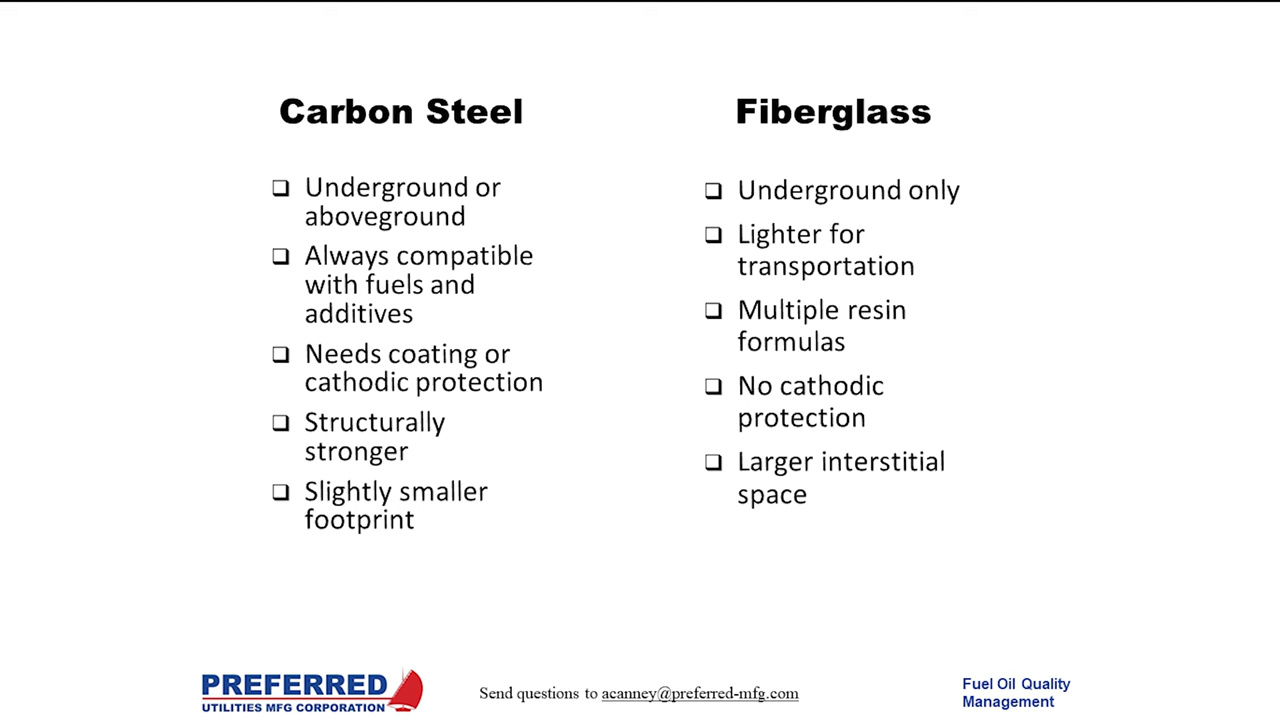 Carbon Steel
❑ Underground or
aboveground
❑ Always compatible
with fuels and
additives
❑ Needs coating or
cathodic protection
❑ Structurally
stronger
❑ Slightly smaller
footprint
Fiberglass
❑ Underground only
❑ Lighter for
transportation
❑ Multiple resin
formulas
❑ No cathodic
protection
❑ Larger interstitial
space
PREFERRED
UTILITIES MFG CORPORATION
Send questions to acanney@preferred-mfg.com
Fuel Oil Quality
Management